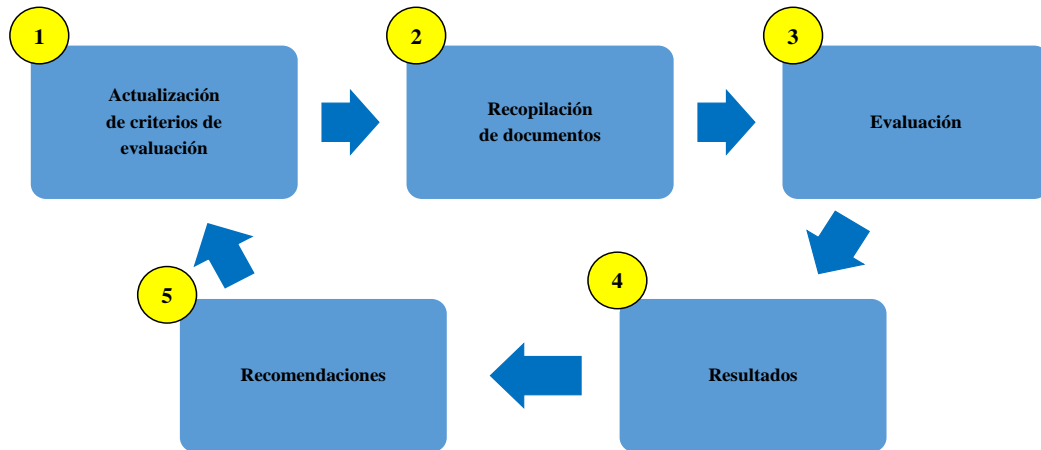 1
Actualización
de criterios de
evaluación
2
Recopilación
de documentos
3
Evaluación
4
Resultados
5
Recomendaciones